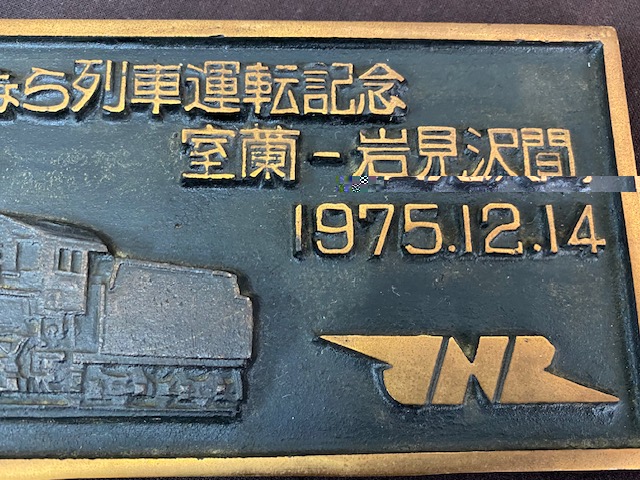 なら列車運転記念
室蘭-岩見沢間
1975.12.14
JNR